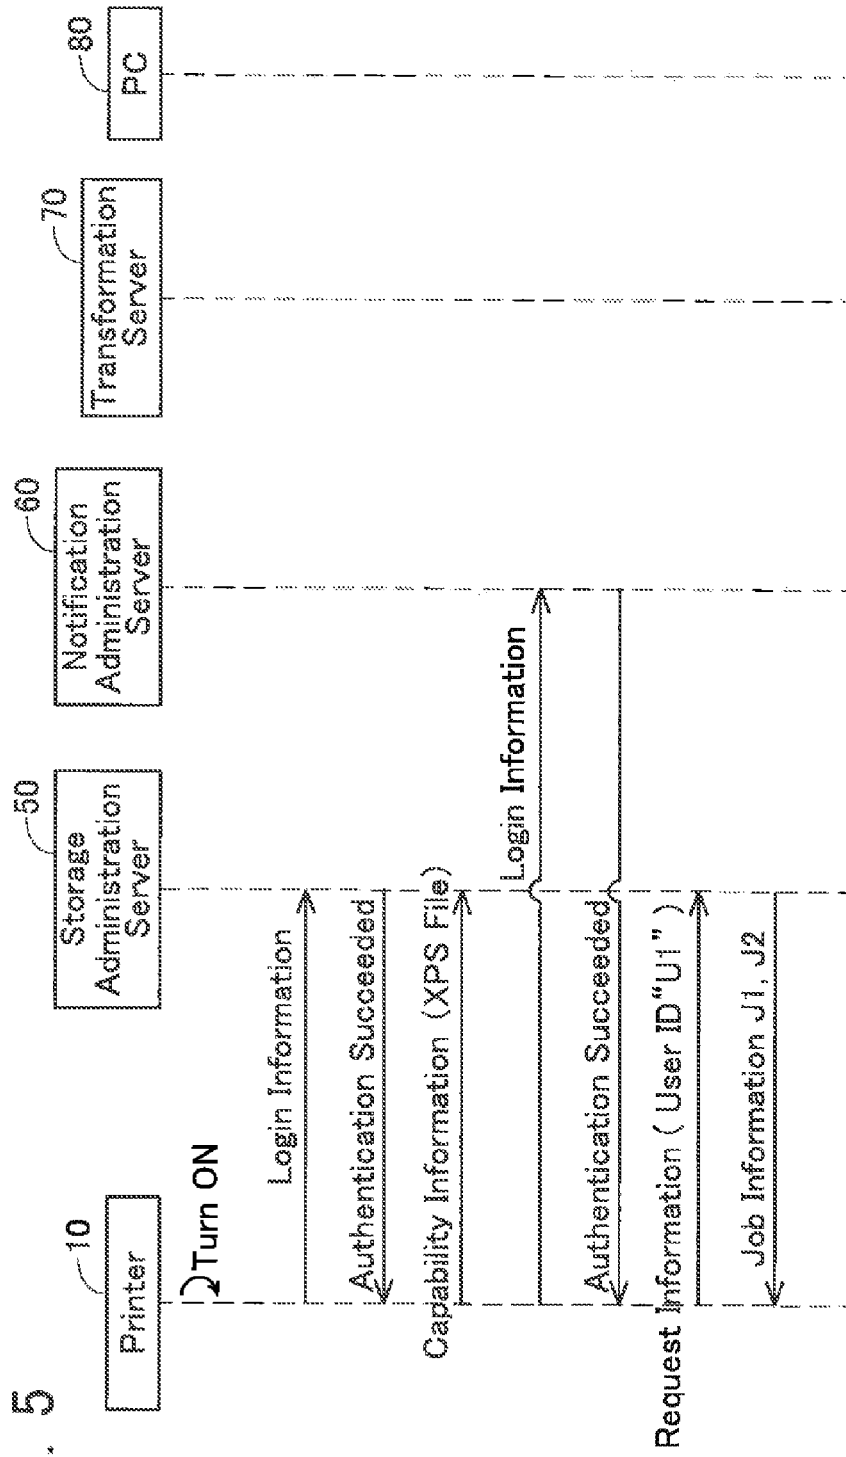 . 5
10
50
60
70
80
Printer
Storage
Administration
Server
Notification
Administration
Server
Transformation
Server
PC
Turn ON
Login Information
Authentication Succeeded
Capability Information (XPS File)
Login Information
Authentication Succeeded
Request Information ( User ID“U1” )
Job Information J1, J2